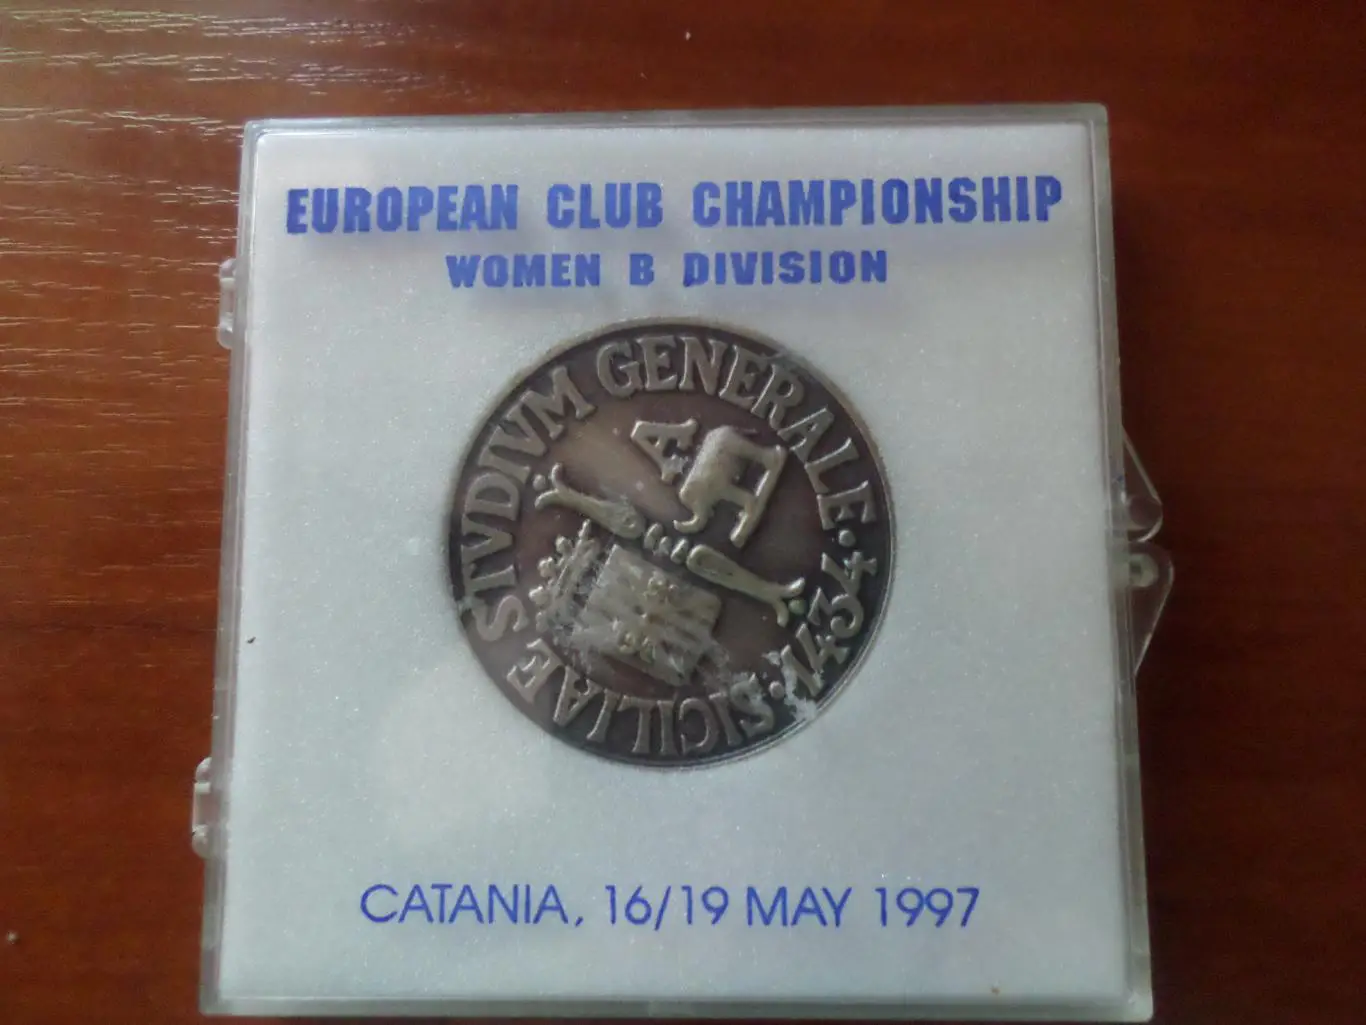 EUROPEAN CLUB CHAMPIONSHIP
WOMEN B DIVISION
SICILIAE STVDIVM GENERALE · 1434 ·
A
CATANIA, 16/19 MAY 1997